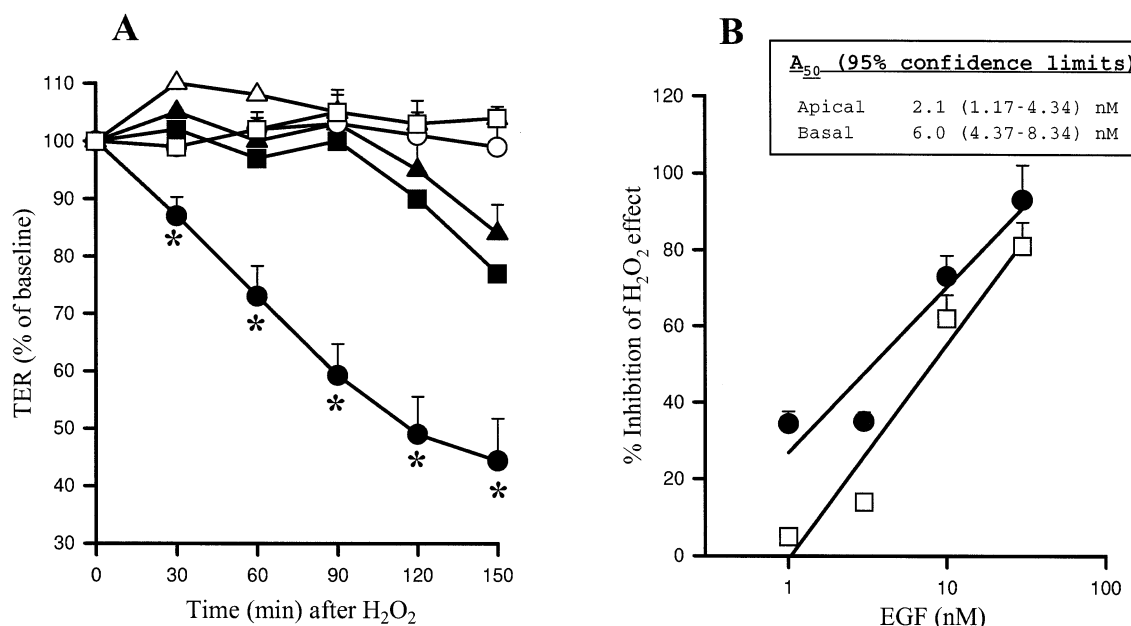 A
TER (% of baseline)
110
100
90
80
70
60
50
40
30
*
*
*
*
*
0 30 60 90 120 150
Time (min) after H₂O₂
B
A₅₀ (95% confidence limits)
Apical 2.1 (1.17-4.34) nM
Basal 6.0 (4.37-8.34) nM
% Inhibition of H₂O₂ effect
120
100
80
60
40
20
0
1 10 100
EGF (nM)